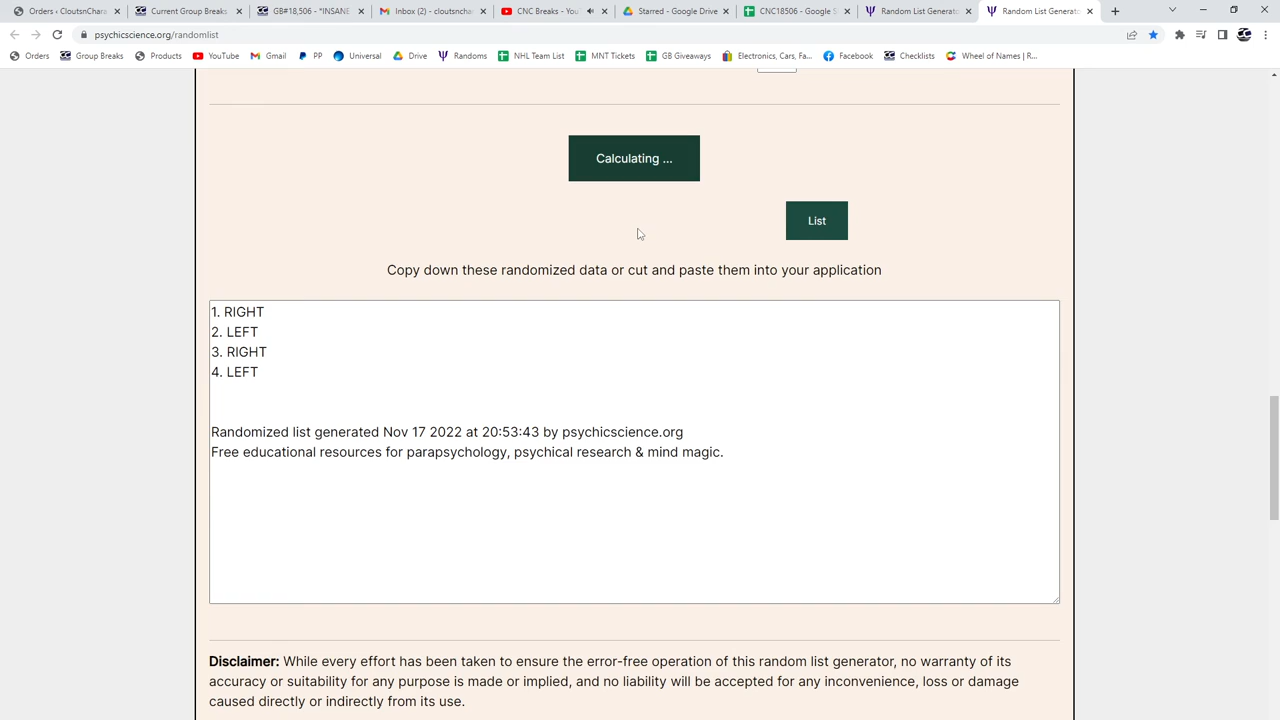 Orders < CloutsnChara
Current Group Breaks
GB#18,506 - "INSANE
Inbox (2) - cloutsnchar
CNC Breaks - You
Starred - Google Drive
CNC18506 - Google S
Random List Generato
Random List Generato
psychicscience.org/randomlist
Orders
Group Breaks
Products
YouTube
Gmail
PP
Universal
Drive
Randoms
NHL Team List
MNT Tickets
GB Giveaways
Electronics, Cars, Fa...
Facebook
Checklists
Wheel of Names | R...
Calculating ...
List
Copy down these randomized data or cut and paste them into your application
1. RIGHT
2. LEFT
3. RIGHT
4. LEFT
Randomized list generated Nov 17 2022 at 20:53:43 by psychicscience.org
Free educational resources for parapsychology, psychical research & mind magic.
Disclaimer: While every effort has been taken to ensure the error-free operation of this random list generator, no warranty of its
accuracy or suitability for any purpose is made or implied, and no liability will be accepted for any inconvenience, loss or damage
caused directly or indirectly from its use.